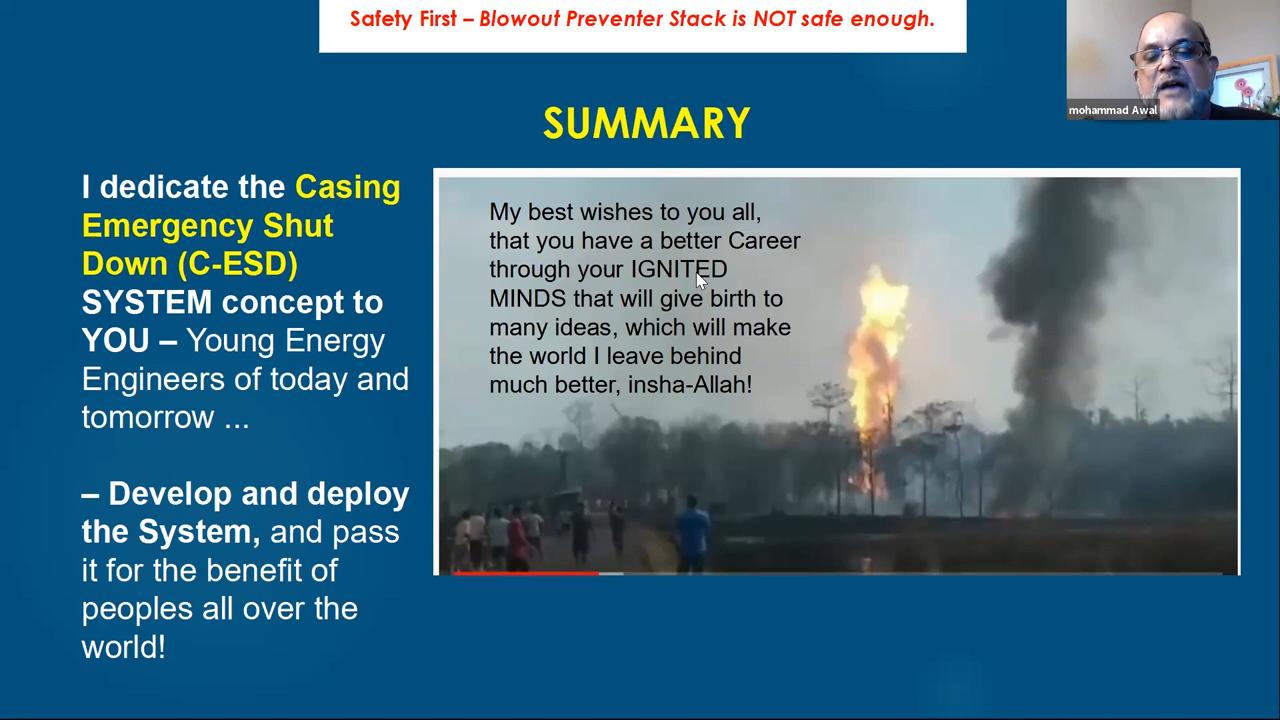 Safety First – Blowout Preventer Stack is NOT safe enough.
mohammad Awal
SUMMARY
I dedicate the Casing
Emergency Shut
Down (C-ESD)
SYSTEM concept to
YOU – Young Energy
Engineers of today and
tomorrow ...
– Develop and deploy
the System, and pass
it for the benefit of
peoples all over the
world!
My best wishes to you all,
that you have a better Career
through your IGNITED
MINDS that will give birth to
many ideas, which will make
the world I leave behind
much better, insha-Allah!